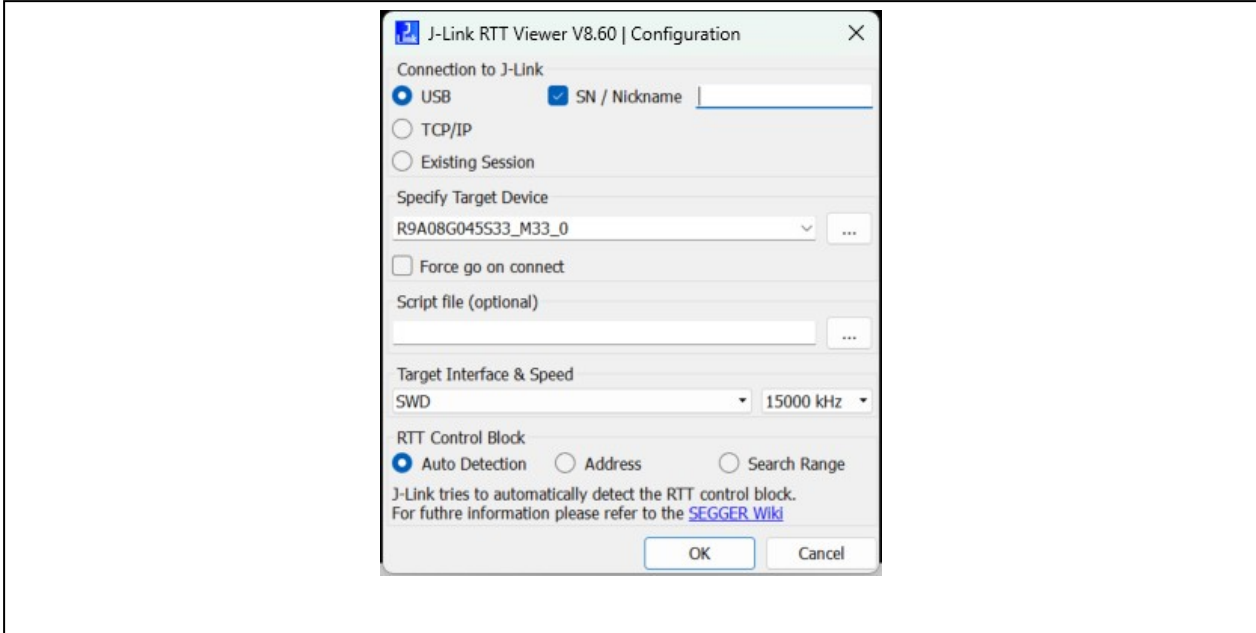 J-Link RTT Viewer V8.60 | Configuration
Connection to J-Link
USB SN / Nickname
TCP/IP
Existing Session
Specify Target Device
R9A08G045S33_M33_0 ...
Force go on connect
Script file (optional)
...
Target Interface & Speed
SWD 15000 kHz
RTT Control Block
Auto Detection Address Search Range
J-Link tries to automatically detect the RTT control block.
For futhre information please refer to the SEGGER Wiki
OK Cancel